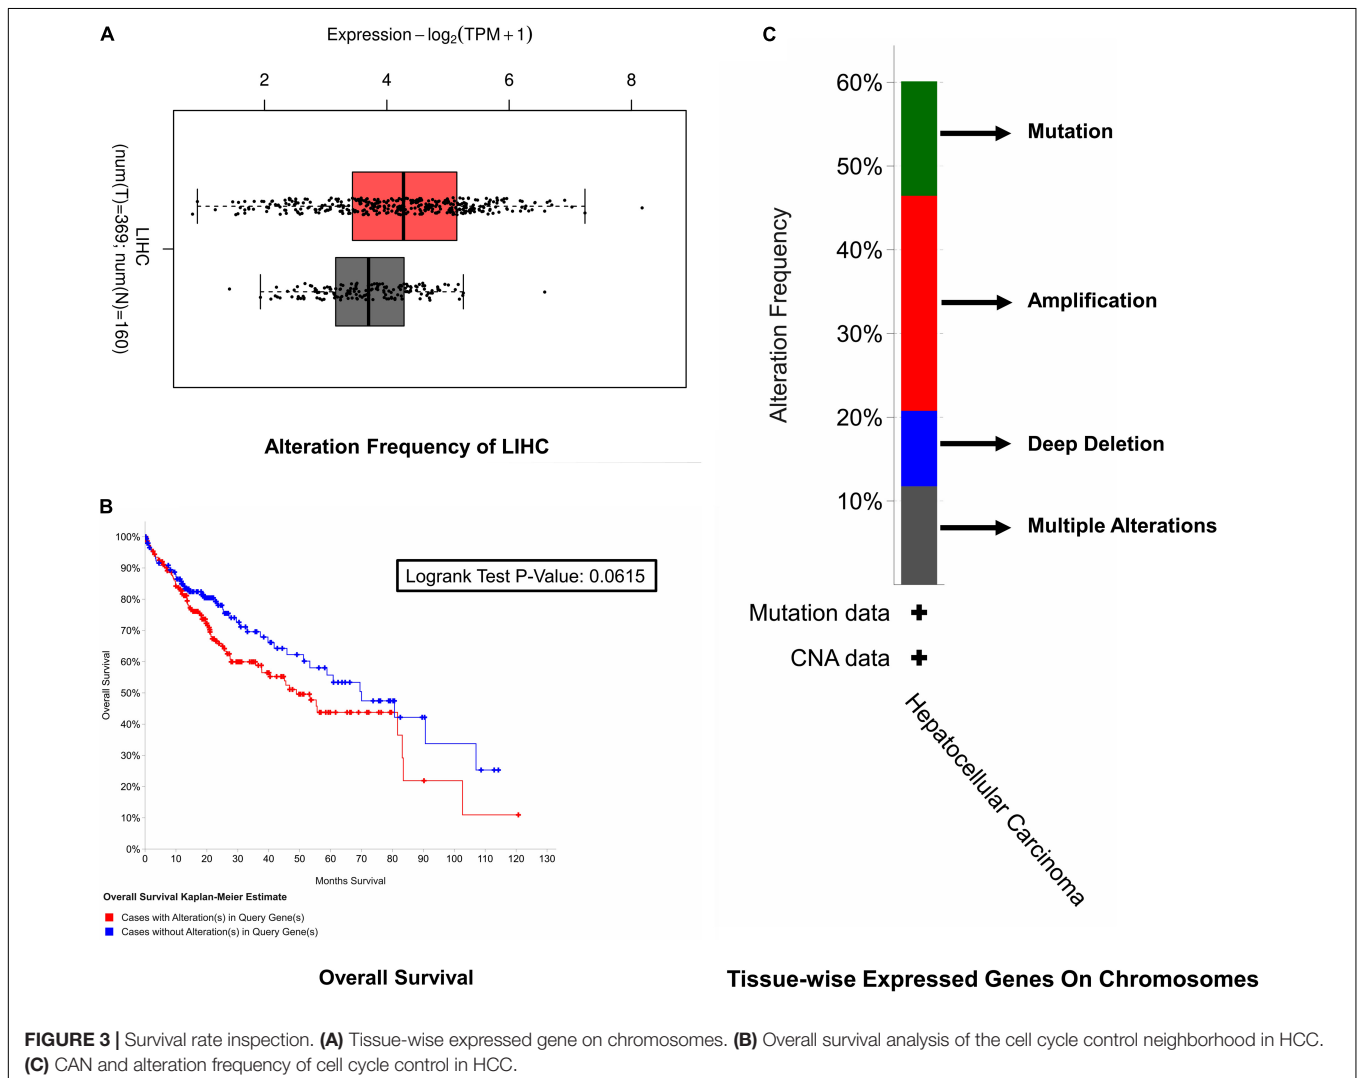 A
Expression – log2(TPM + 1)
2 4 6 8
LIHC
(num(T)=369; num(N)=160)
Alteration Frequency of LIHC
B
100%
90%
80%
70%
60%
50%
40%
30%
20%
10%
0%
Overall Survival
Logrank Test P-Value: 0.0615
0 10 20 30 40 50 60 70 80 90 100 110 120 130
Months Survival
Overall Survival Kaplan-Meier Estimate
Cases with Alteration(s) in Query Gene(s)
Cases without Alteration(s) in Query Gene(s)
Overall Survival
C
60%
50%
40%
30%
20%
10%
Alteration Frequency
Mutation
Amplification
Deep Deletion
Multiple Alterations
Mutation data +
CNA data +
Hepatocellular Carcinoma
Tissue-wise Expressed Genes On Chromosomes
FIGURE 3 | Survival rate inspection. (A) Tissue-wise expressed gene on chromosomes. (B) Overall survival analysis of the cell cycle control neighborhood in HCC.
(C) CAN and alteration frequency of cell cycle control in HCC.